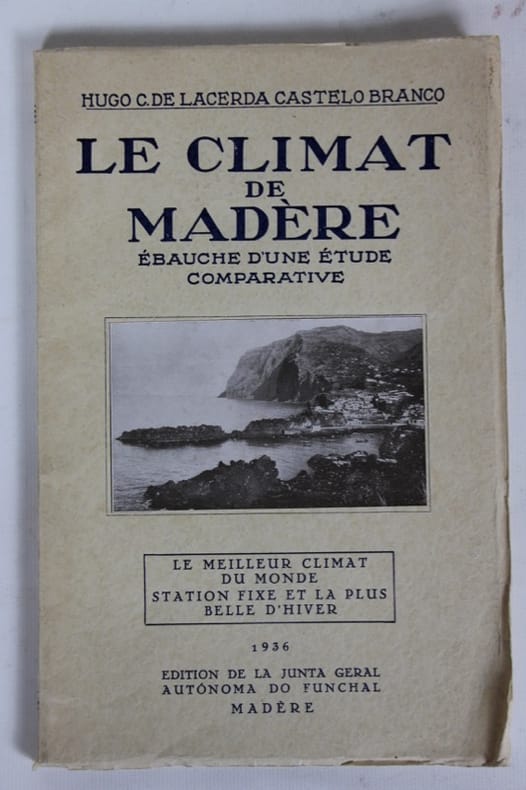 HUGO C. DE LACERDA CASTELO BRANCO
LE CLIMAT
DE
MADÈRE
ÉBAUCHE D'UNE ÉTUDE
COMPARATIVE
LE MEILLEUR CLIMAT
DU MONDE
STATION FIXE ET LA PLUS
BELLE D'HIVER
1936
EDITION DE LA JUNTA GERAL
AUTÓNOMA DO FUNCHAL
MADÈRE